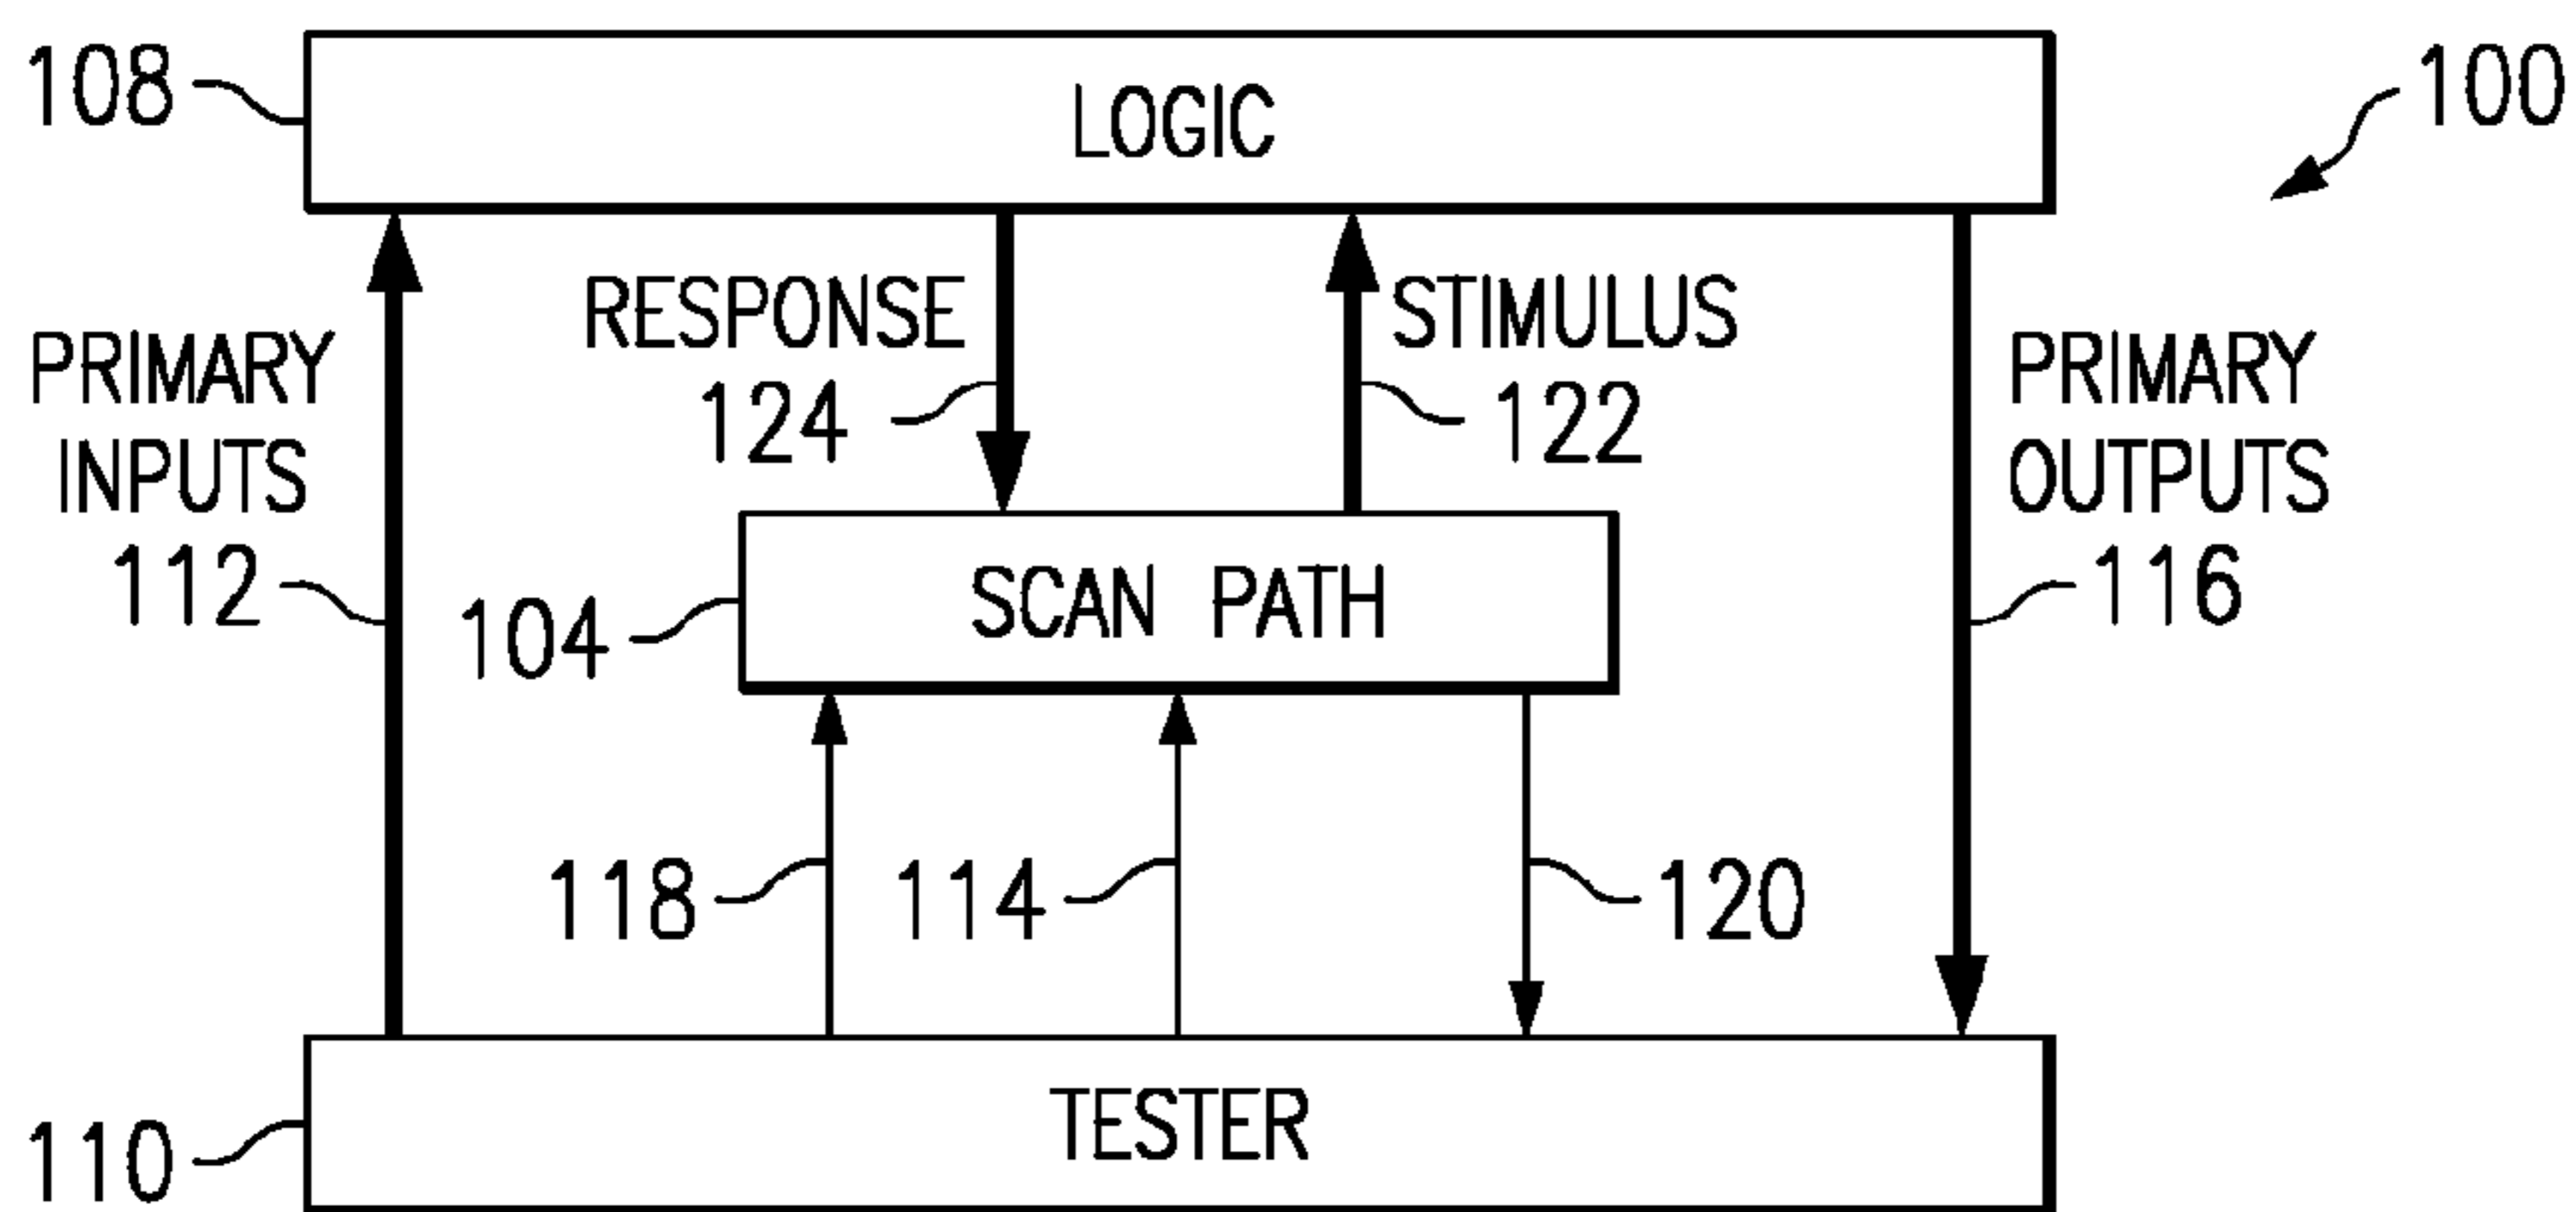 108
LOGIC
100
PRIMARY
INPUTS
112
RESPONSE
124
STIMULUS
122
PRIMARY
OUTPUTS
116
104
SCAN PATH
118
114
120
110
TESTER